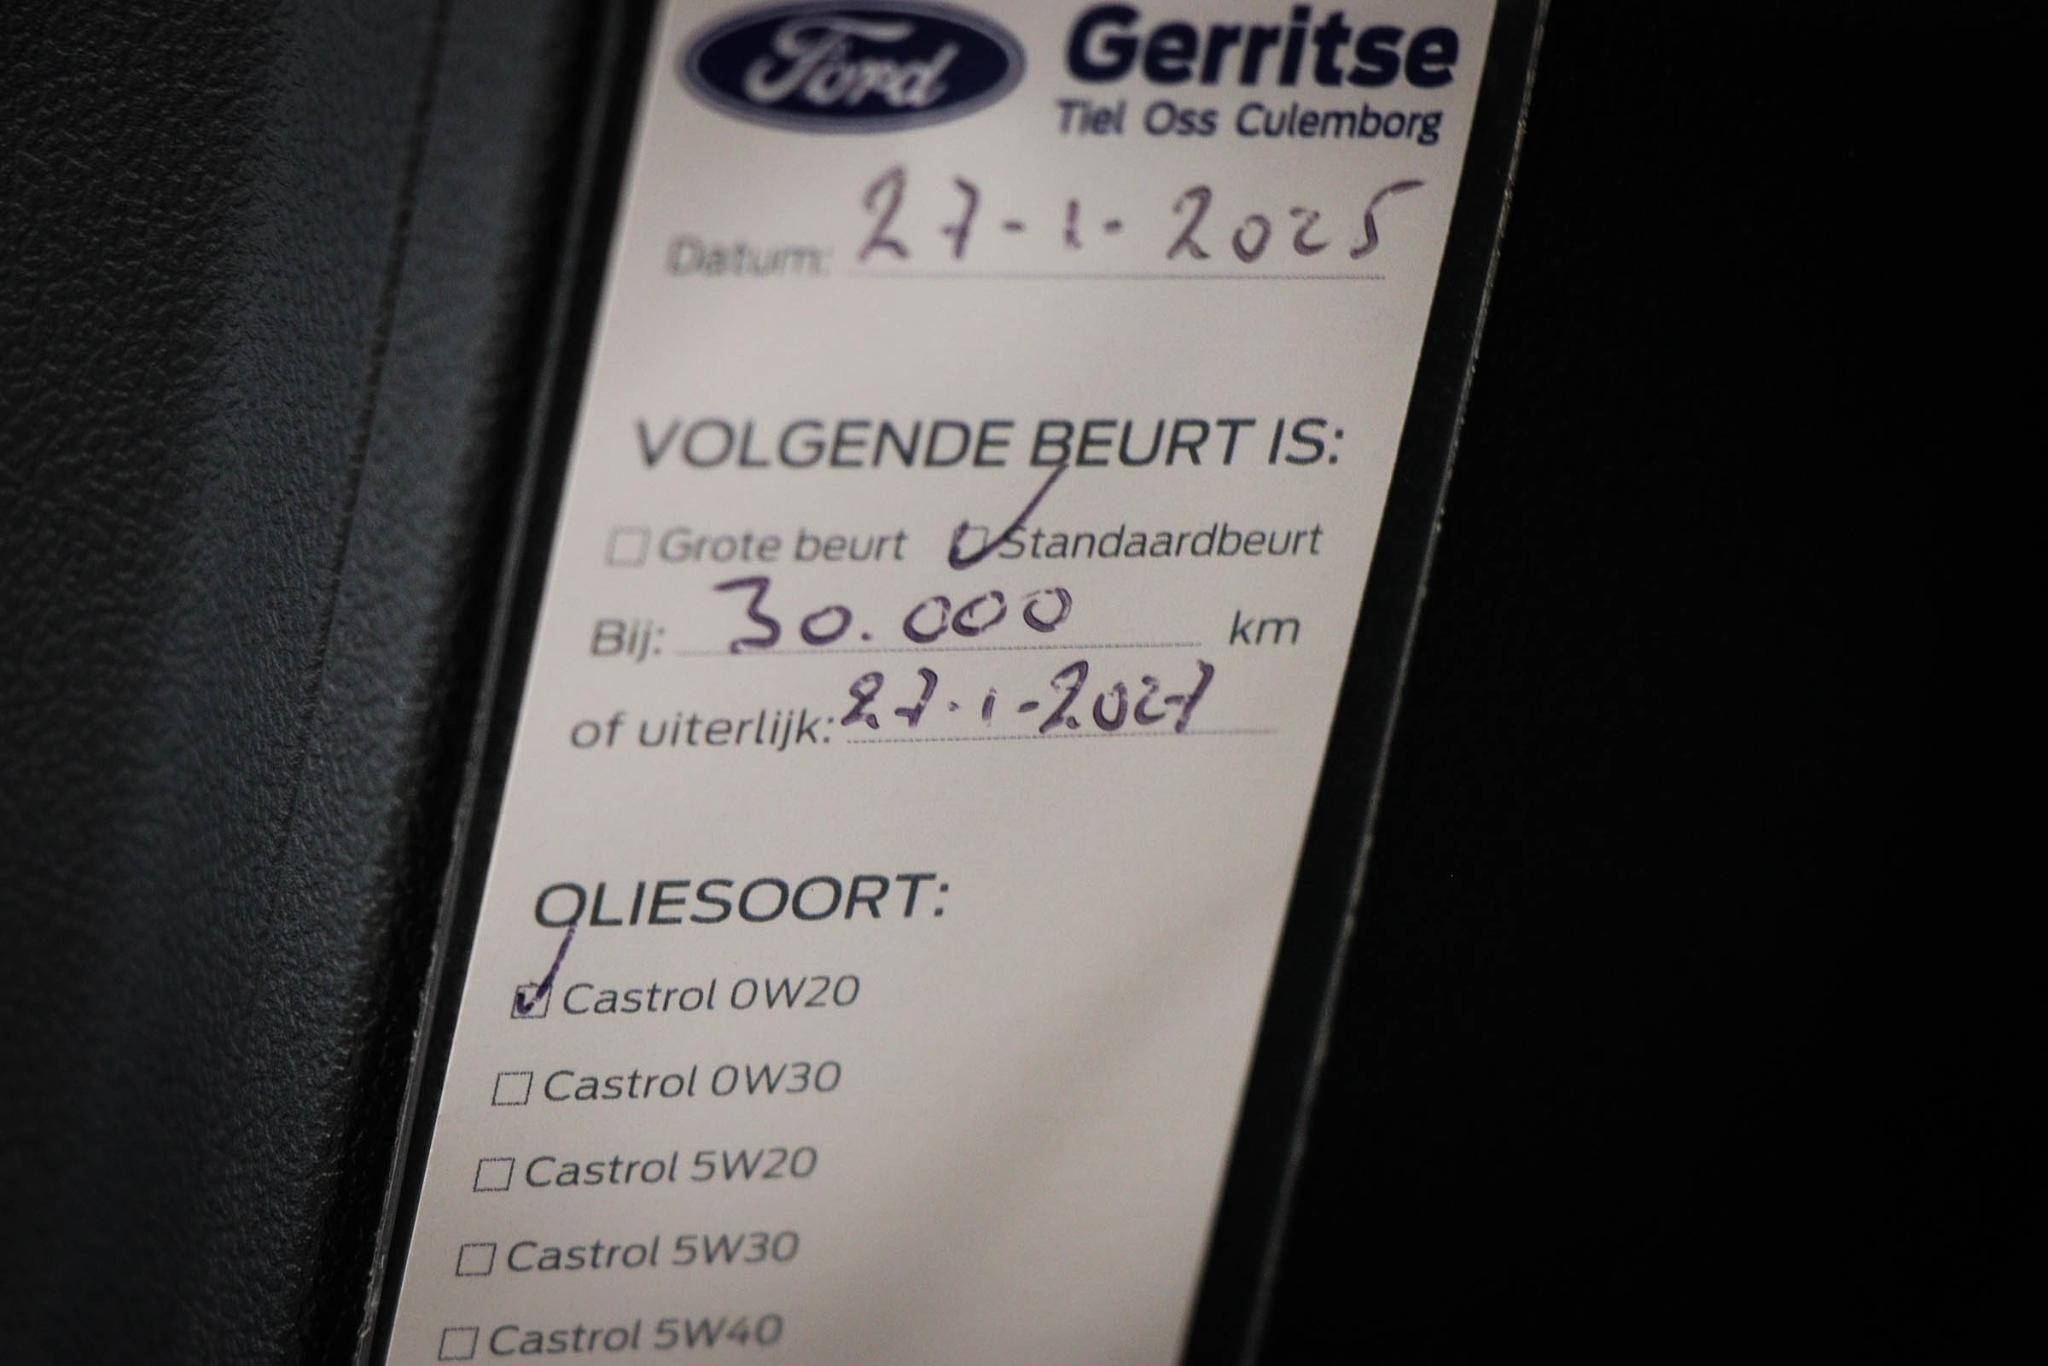 Ford Gerritse
Tiel Oss Culemborg
Datum: 27-1-2025
VOLGENDE BEURT IS:
Grote beurt Standaardbeurt
Bij: 30.000 km
of uiterlijk: 27-1-2027
OLIESOORT:
Castrol 0W20
Castrol 0W30
Castrol 5W20
Castrol 5W30
Castrol 5W40